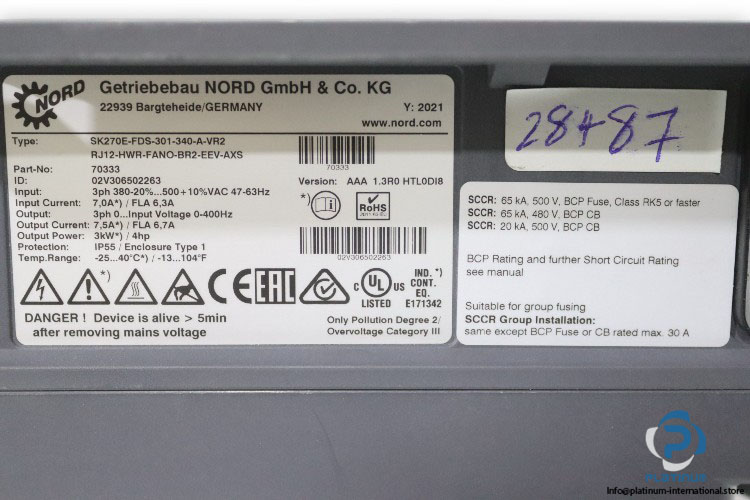 NORD
Getriebebau NORD GmbH & Co. KG
22939 Bargteheide/GERMANY
Y: 2021
www.nord.com
Type: SK270E-FDS-301-340-A-VR2
RJ12-HWR-FANO-BR2-EEV-AXS
70333
Part-No: 70333
ID: 02V306502263
Version: AAA 1.3R0 HTL0DI8
Input: 3ph 380-20%...500+10%VAC 47-63Hz
Input Current: 7,0A*) / FLA 6,3A
Output: 3ph 0...Input Voltage 0-400Hz
Output Current: 7,5A*) / FLA 6,7A
Output Power: 3kW*) / 4hp
Protection: IP55 / Enclosure Type 1
Temp.Range: -25...40°C*) / -13...104°F
*)
RoHS
02V306502263
*)
CE EAC
C UL US
LISTED
IND. *)
CONT.
EQ.
E171342
DANGER ! Device is alive > 5min
after removing mains voltage
Only Pollution Degree 2/
Overvoltage Category III
28+87
SCCR: 65 kA, 500 V, BCP Fuse, Class RK5 or faster
SCCR: 65 kA, 480 V, BCP CB
SCCR: 20 kA, 500 V, BCP CB
BCP Rating and further Short Circuit Rating
see manual
Suitable for group fusing
SCCR Group Installation:
same except BCP Fuse or CB rated max. 30 A
PLATINUM
Info@platinum-international.store